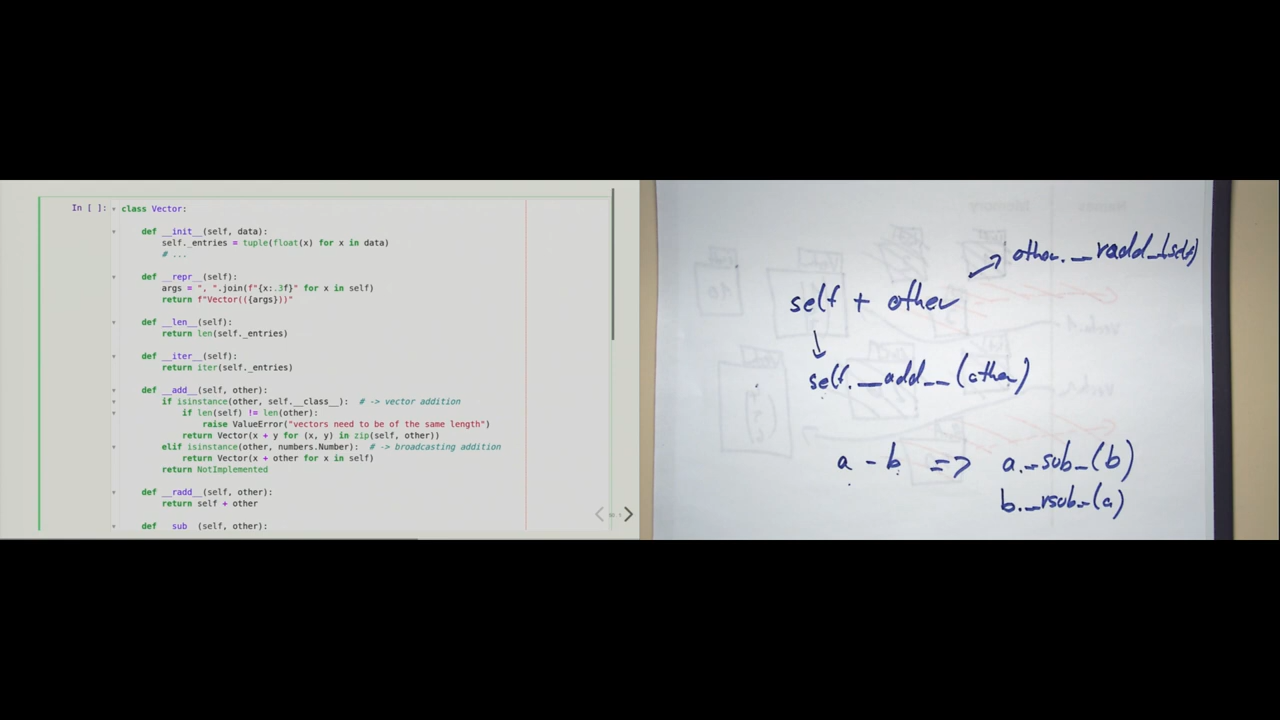 In [ ]: class Vector:
def __init__(self, data):
self._entries = tuple(float(x) for x in data)
# ...
def __repr__(self):
args = ", ".join(f"{x:.3f}" for x in self)
return f"Vector(({args}))"
def __len__(self):
return len(self._entries)
def __iter__(self):
return iter(self._entries)
def __add__(self, other):
if isinstance(other, self.__class__):  # -> vector addition
if len(self) != len(other):
raise ValueError("vectors need to be of the same length")
return Vector(x + y for (x, y) in zip(self, other))
elif isinstance(other, numbers.Number):  # -> broadcasting addition
return Vector(x + other for x in self)
return NotImplemented
def __radd__(self, other):
return self + other
def __sub__(self, other):
other.__radd__(self)
self + other
self.__add__(other)
a - b => a.__sub__(b)
b.__rsub__(a)